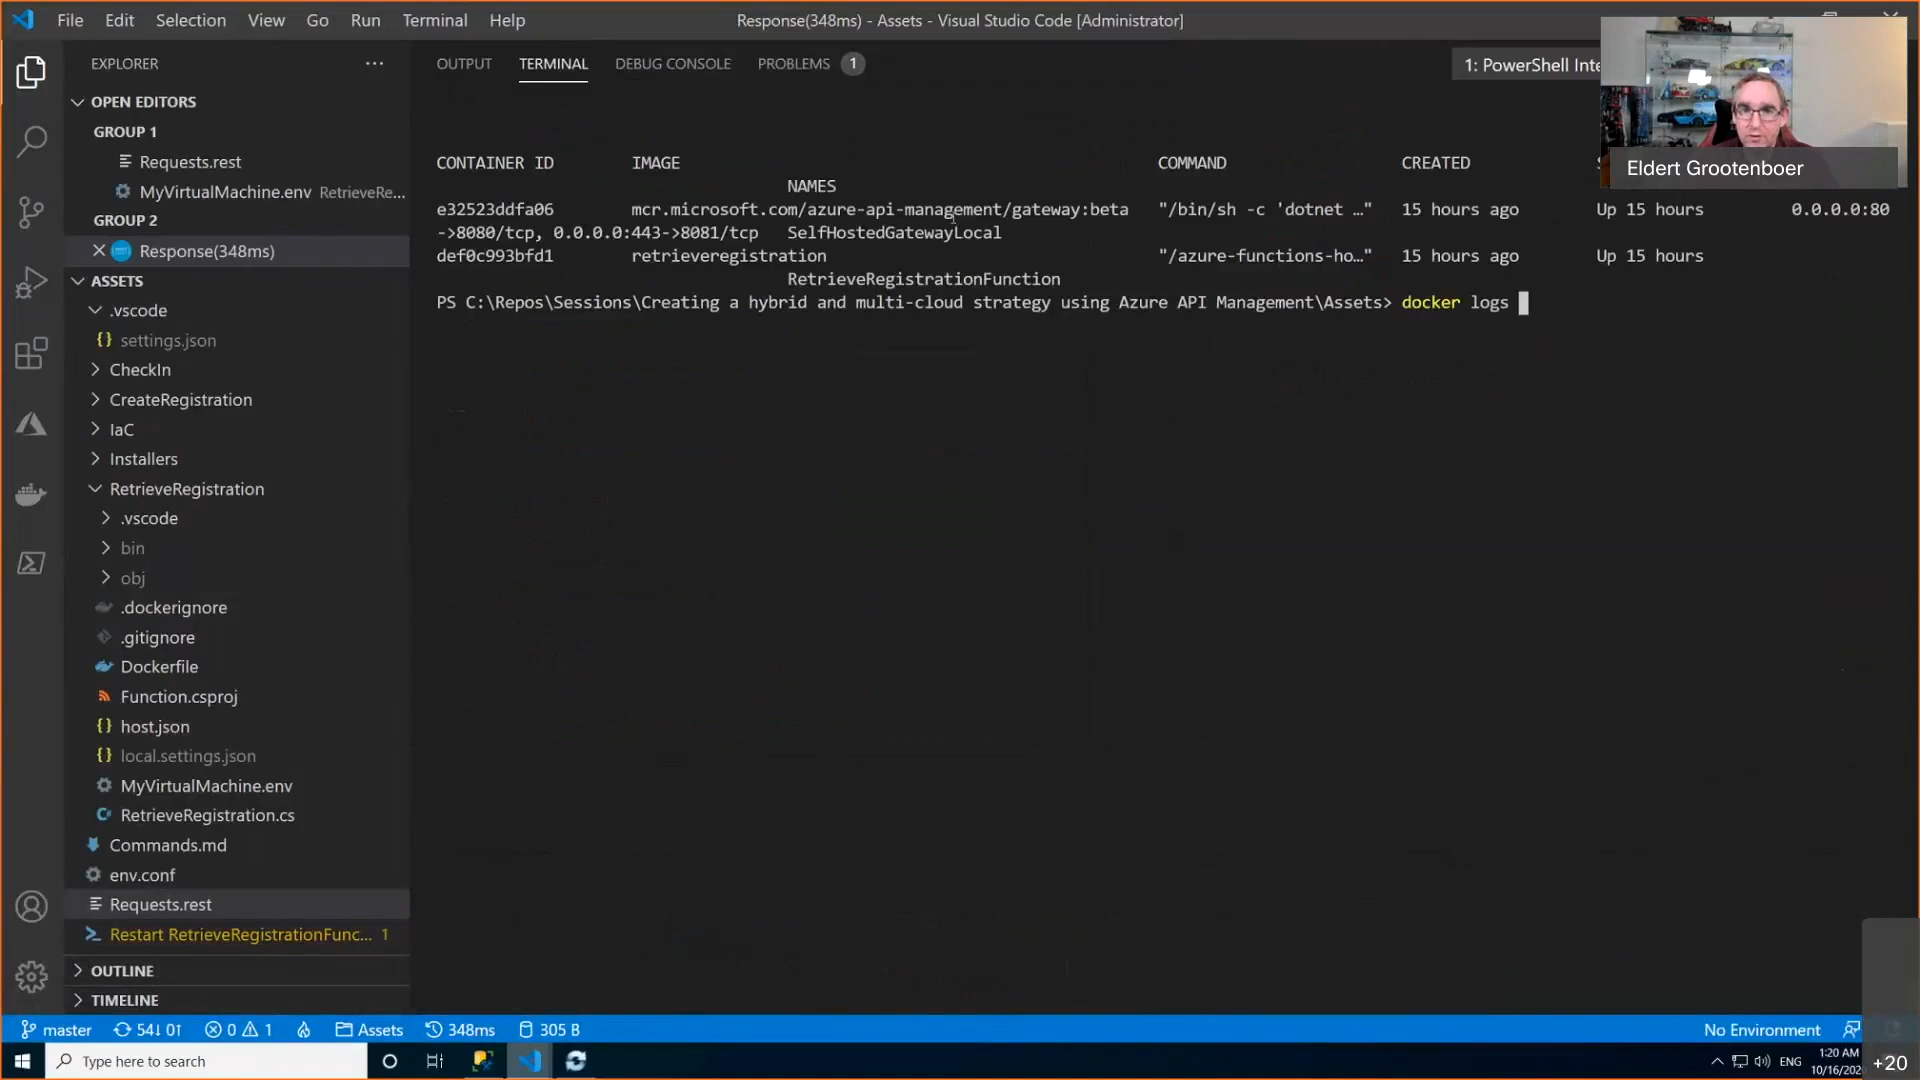 File Edit Selection View Go Run Terminal Help
Response(348ms) - Assets - Visual Studio Code [Administrator]
EXPLORER ···
OUTPUT TERMINAL DEBUG CONSOLE PROBLEMS 1
1: PowerShell Inte
Eldert Grootenboer
OPEN EDITORS
GROUP 1
Requests.rest
MyVirtualMachine.env RetrieveRe...
GROUP 2
Response(348ms)
ASSETS
.vscode
settings.json
CheckIn
CreateRegistration
IaC
Installers
RetrieveRegistration
.vscode
bin
obj
.dockerignore
.gitignore
Dockerfile
Function.csproj
host.json
local.settings.json
MyVirtualMachine.env
RetrieveRegistration.cs
Commands.md
env.conf
Requests.rest
Restart RetrieveRegistrationFunc... 1
OUTLINE
TIMELINE
CONTAINER ID IMAGE COMMAND CREATED
NAMES
e32523ddfa06 mcr.microsoft.com/azure-api-management/gateway:beta "/bin/sh -c 'dotnet …" 15 hours ago Up 15 hours 0.0.0.0:80
->8080/tcp, 0.0.0.0:443->8081/tcp SelfHostedGatewayLocal
def0c993bfd1 retrieveregistration "/azure-functions-ho…" 15 hours ago Up 15 hours
RetrieveRegistrationFunction
PS C:\Repos\Sessions\Creating a hybrid and multi-cloud strategy using Azure API Management\Assets> docker logs
master 54↓ 0↑ 0 1 Assets 348ms 305 B
No Environment
Type here to search
ENG
1:20 AM
+20